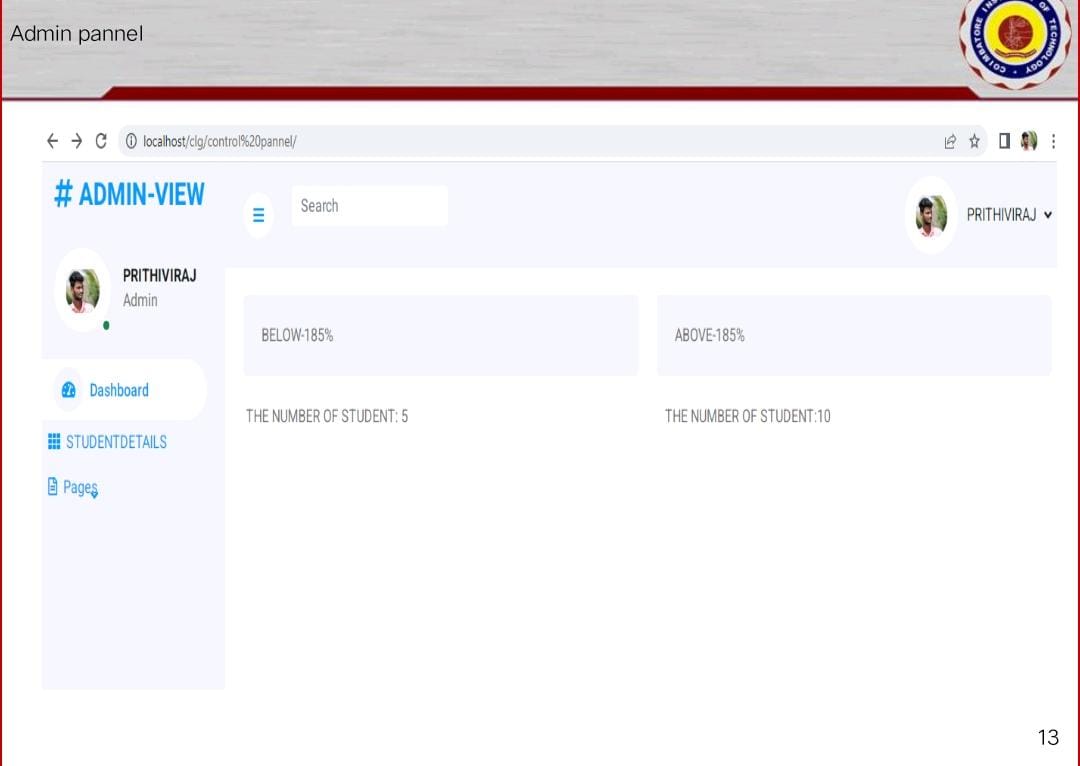 Admin pannel
COIMBATORE INS
OF TECHNOLOGY
localhost/clg/control%20pannel/
# ADMIN-VIEW
Search
PRITHIVIRAJ
PRITHIVIRAJ
Admin
BELOW-185%
ABOVE-185%
Dashboard
THE NUMBER OF STUDENT: 5
THE NUMBER OF STUDENT:10
STUDENTDETAILS
Pages
13